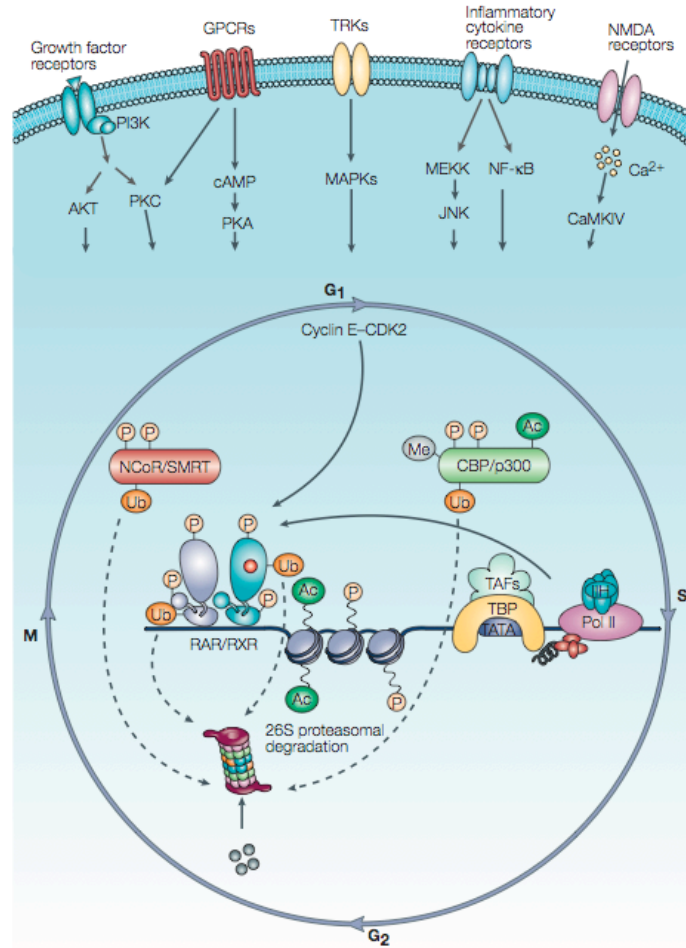 GPCRs
TRKs
Inflammatory
cytokine
receptors
NMDA
receptors
Growth factor
receptors
PI3K
Ca2+
cAMP
MAPKs
MEKK
NF-κB
AKT
PKC
PKA
JNK
CaMKIV
G1
Cyclin E–CDK2
P
P
NCoR/SMRT
Ub
P
P
Ac
Me
CBP/p300
Ub
P
P
P
Ub
P
Ub
RAR/RXR
Ac
P
Ac
P
TAFs
TBP
TATA
IIH
Pol II
S
M
26S proteasomal
degradation
G2